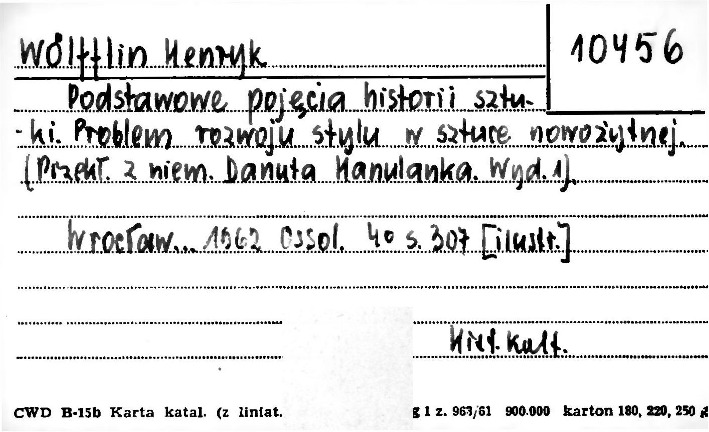 Wölfflin Henryk
10456
Podstawowe pojęcia historii sztu-
-ki. Problem rozwoju stylu w sztuce nowożytnej.
(Przekł. z niem. Danuta Hanulanka. Wyd. 1).
Wrocław... 1962 Ossol. 4o s. 307 [ilustr.]
Hist. kult.
CWD B-15b Karta katal. (z liniat. g 1 z. 963/61 900.000 karton 180, 220, 250 g